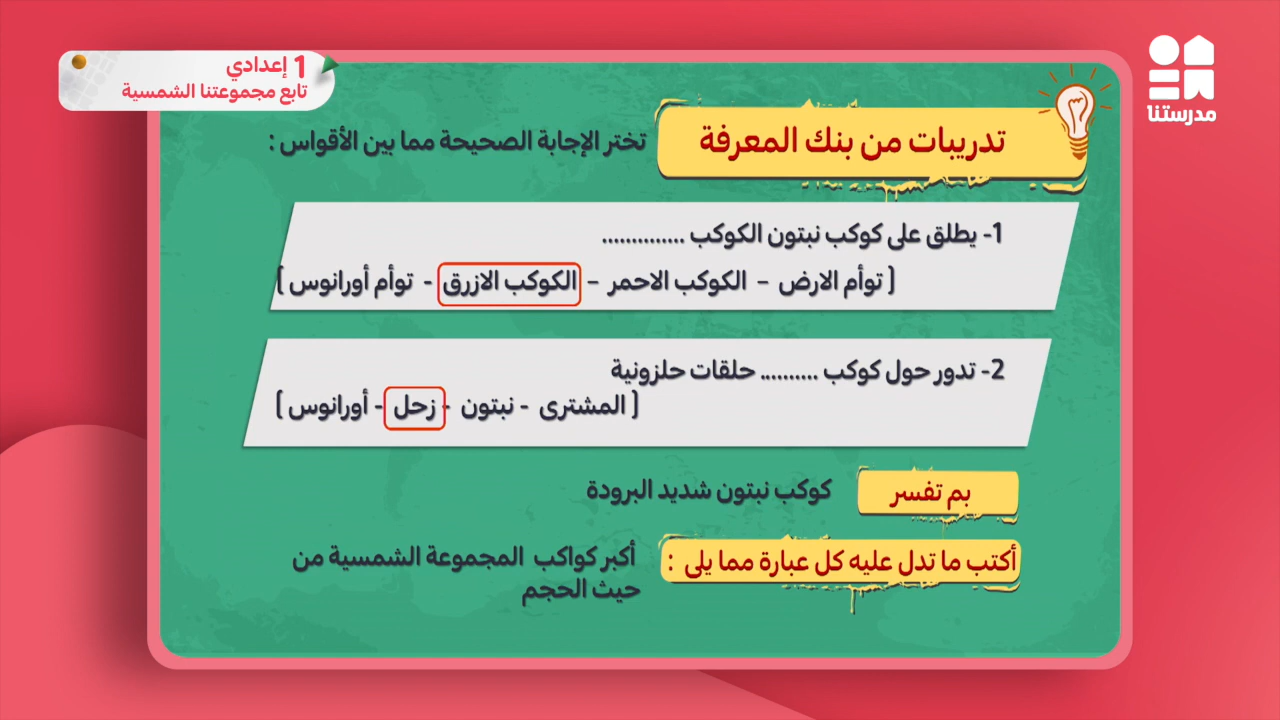 1 إعدادي
تابع مجموعتنا الشمسية
مدرستنا
تدريبات من بنك المعرفة
تختر الإجابة الصحيحة مما بين الأقواس :
1- يطلق على كوكب نبتون الكوكب ...............
( توأم الارض - الكوكب الاحمر - الكوكب الازرق - توأم أورانوس )
2- تدور حول كوكب .......... حلقات حلزونية
( المشترى - نبتون - زحل - أورانوس )
بم تفسر كوكب نبتون شديد البرودة
أكتب ما تدل عليه كل عبارة مما يلى : أكبر كواكب المجموعة الشمسية من
حيث الحجم